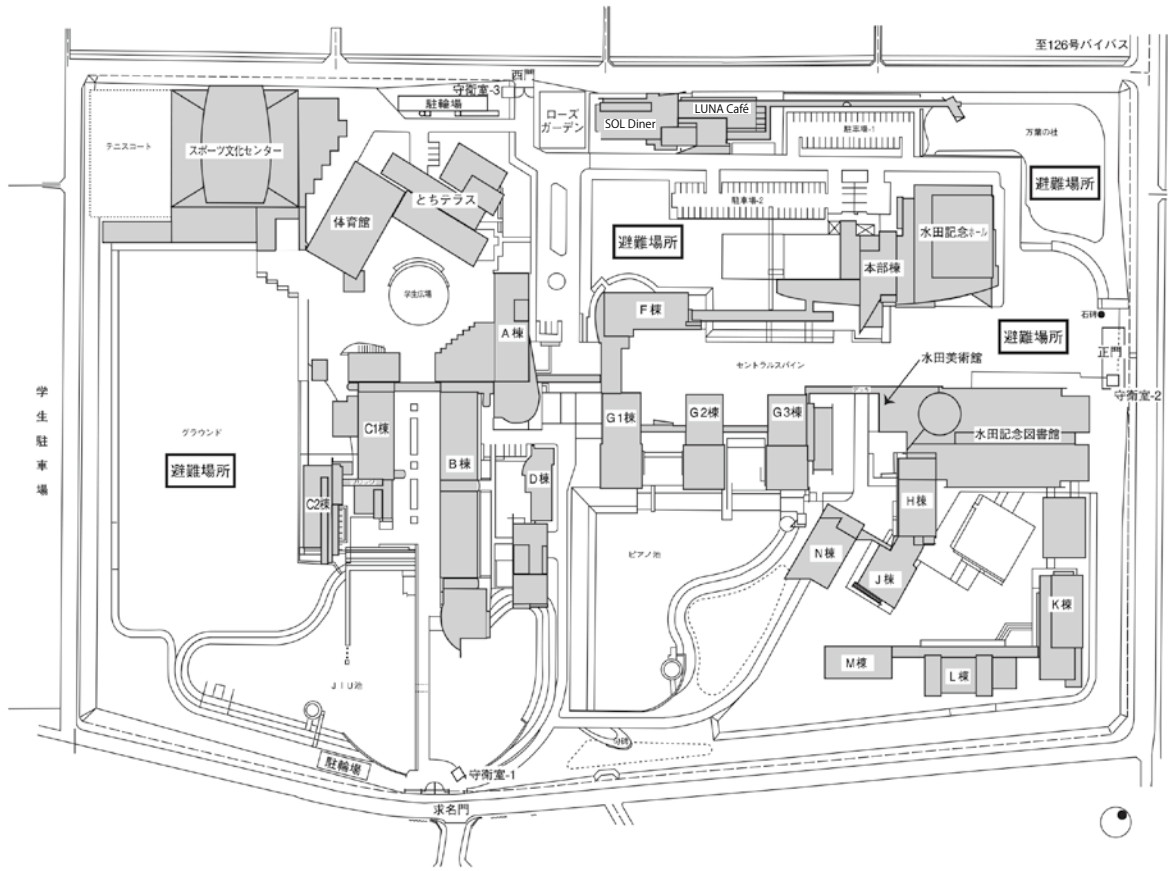 至126号バイパス
西門
守衛室-3
駐輪場
ローズ
ガーデン
SOL Diner
LUNA Café
駐車場-1
万葉の杜
避難場所
テニスコート
スポーツ文化センター
とちテラス
体育館
駐車場-2
避難場所
水田記念ホール
本部棟
学生広場
A棟
F棟
石碑
避難場所
正門
セントラルスパイン
水田美術館
守衛室-2
学生駐車場
グラウンド
避難場所
C1棟
G1棟
G2棟
G3棟
水田記念図書館
B棟
D棟
C2棟
H棟
ピアノ池
N棟
J棟
K棟
M棟
L棟
JIU池
駐輪場
守衛室-1
求名門